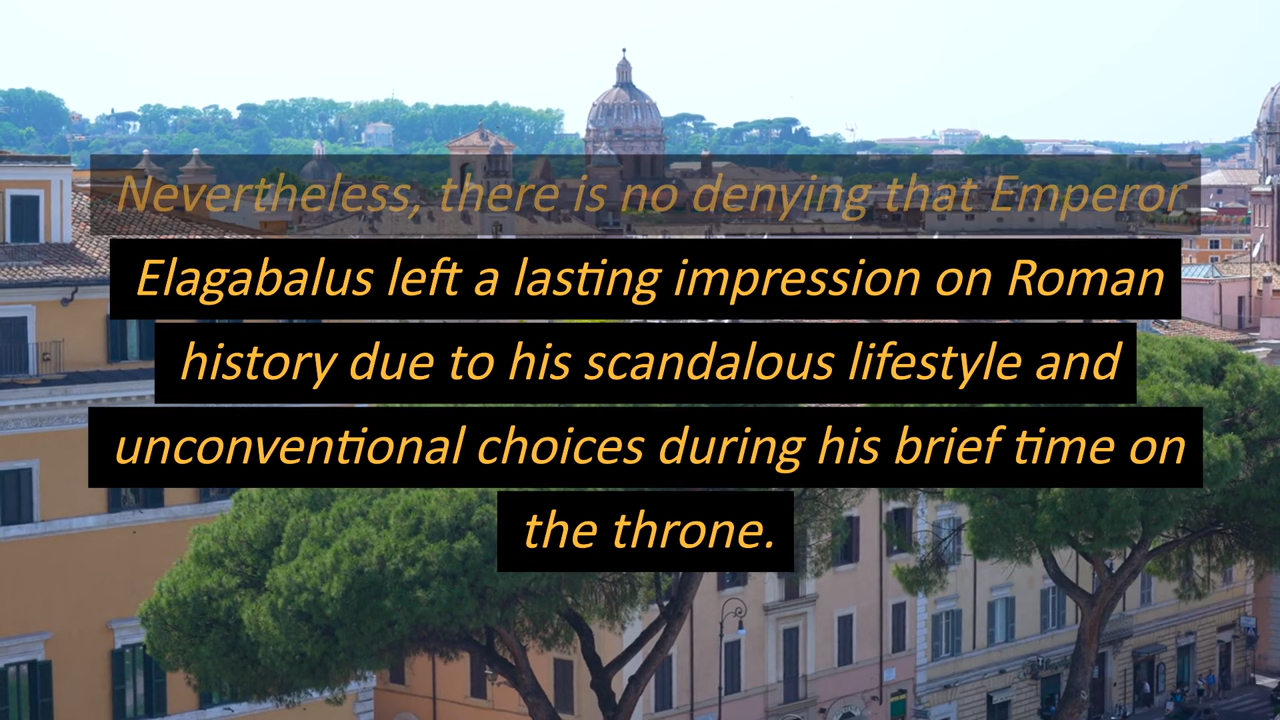 Nevertheless, there is no denying that Emperor
Elagabalus left a lasting impression on Roman
history due to his scandalous lifestyle and
unconventional choices during his brief time on
the throne.